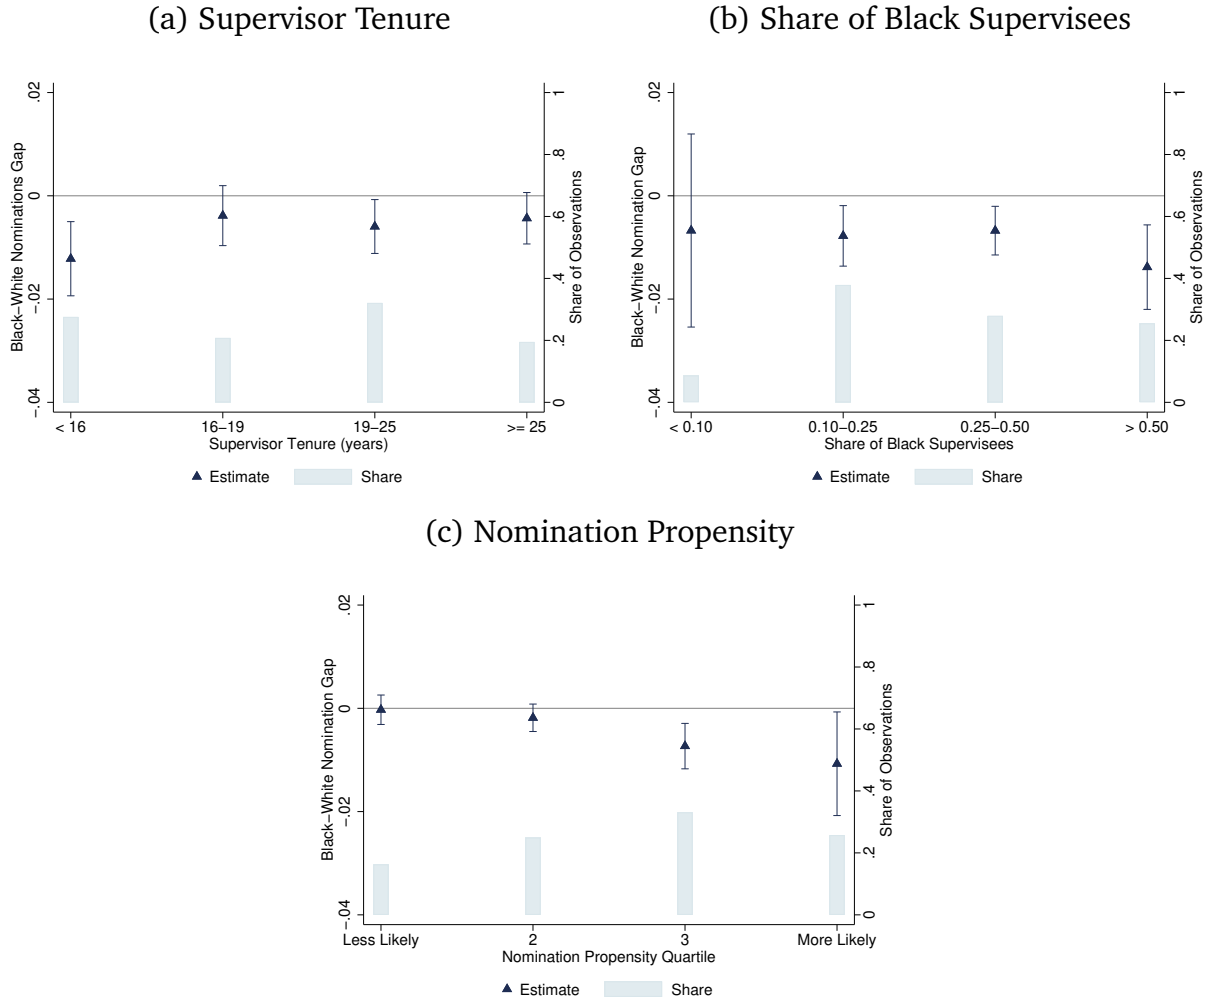 (a) Supervisor Tenure
Black−White Nominations Gap
.02
0
−.02
−.04
Share of Observations
1
.8
.6
.4
.2
0
< 16
16−19
19−25
>= 25
Supervisor Tenure (years)
Estimate
Share
(b) Share of Black Supervisees
Black−White Nomination Gap
.02
0
−.02
−.04
Share of Observations
1
.8
.6
.4
.2
0
< 0.10
0.10−0.25
0.25−0.50
> 0.50
Share of Black Supervisees
Estimate
Share
(c) Nomination Propensity
Black−White Nomination Gap
.02
0
−.02
−.04
Share of Observations
1
.8
.6
.4
.2
0
Less Likely
2
3
More Likely
Nomination Propensity Quartile
Estimate
Share